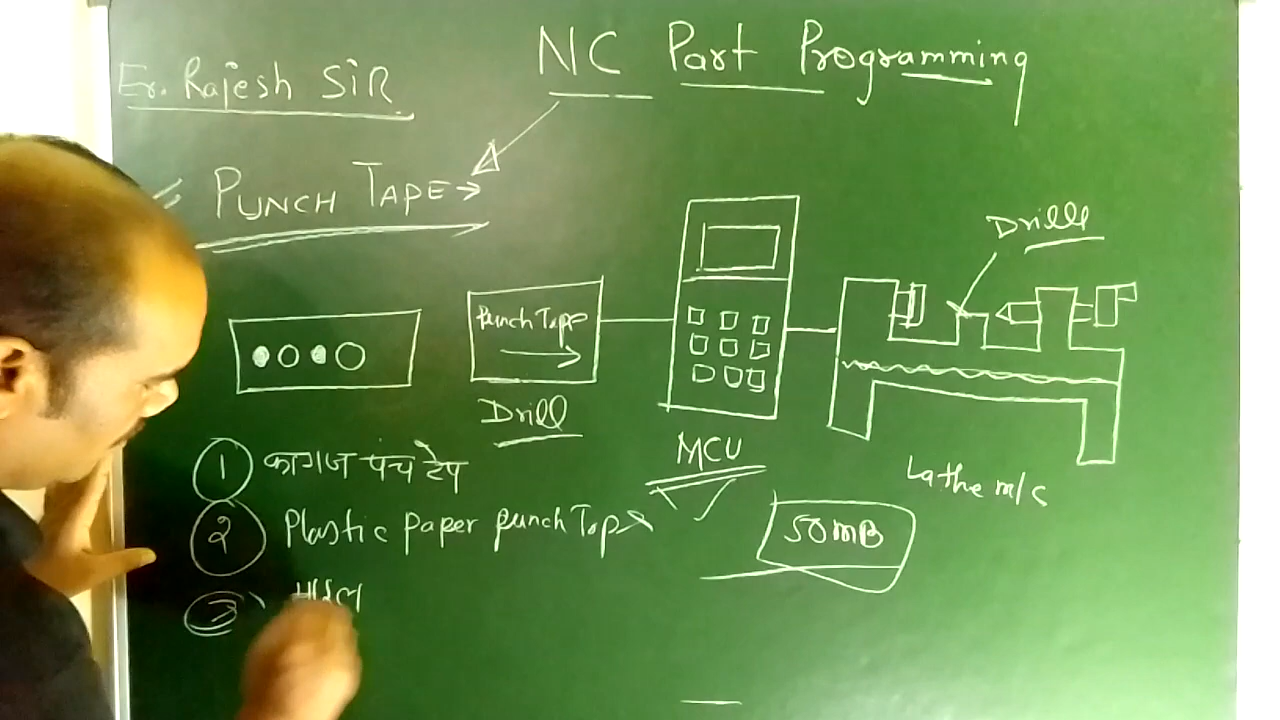 NC Part Programming
Er. Rajesh SIR
PUNCH TAPE →
Drille
Punch Tape
Drill
MCU
Lathe m/c
50MB
1 कागज पंच टेप
2 Plastic paper punch Tape
3